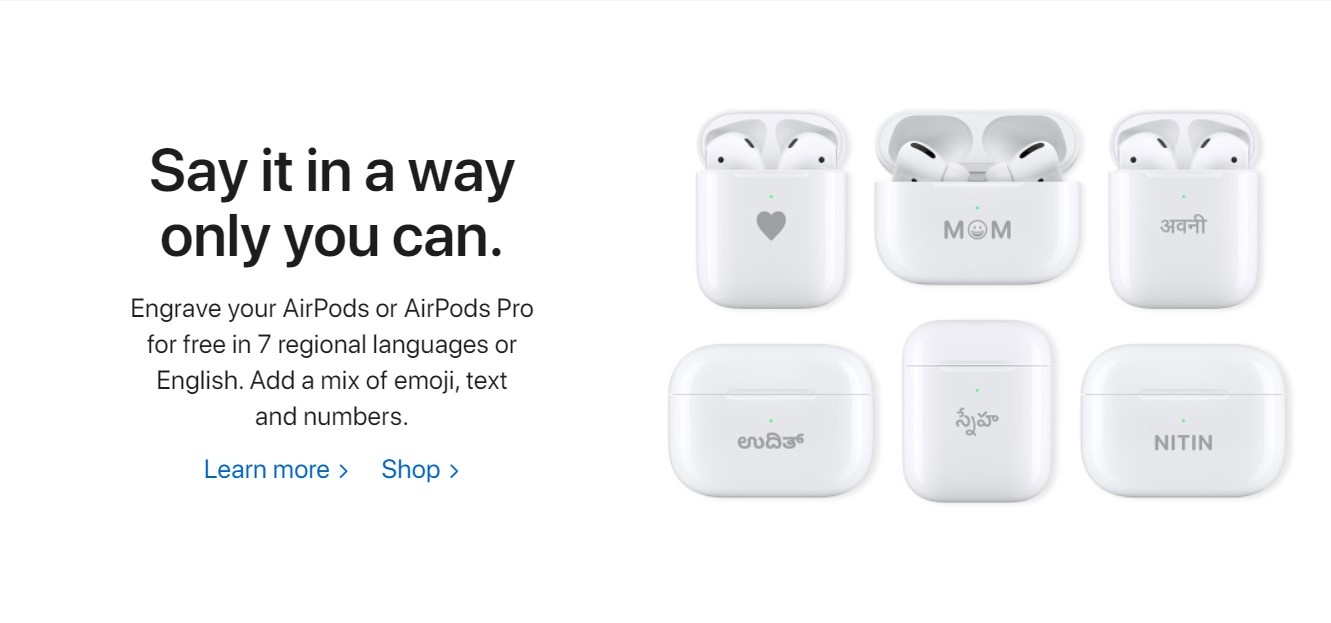 Say it in a way
only you can.
Engrave your AirPods or AirPods Pro
for free in 7 regional languages or
English. Add a mix of emoji, text
and numbers.
Learn more >
Shop >
M😀M
अवनी
ఉదిత్
స్నేహ
NITIN